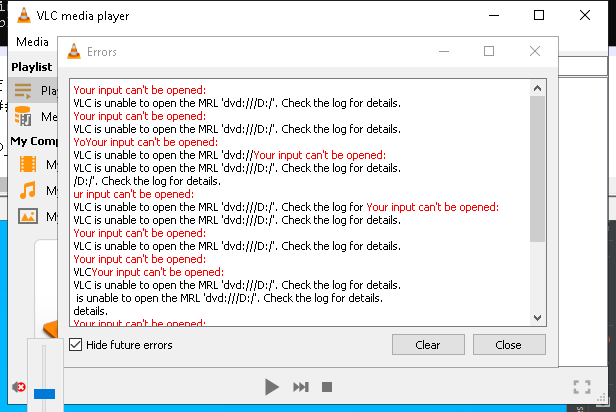 VLC media player
Media
Errors
Playlist
Your input can't be opened:
VLC is unable to open the MRL 'dvd:///D:/'. Check the log for details.
Your input can't be opened:
VLC is unable to open the MRL 'dvd:///D:/'. Check the log for details.
YoYour input can't be opened:
VLC is unable to open the MRL 'dvd://Your input can't be opened:
VLC is unable to open the MRL 'dvd:///D:/'. Check the log for details.
/D:/'. Check the log for details.
ur input can't be opened:
VLC is unable to open the MRL 'dvd:///D:/'. Check the log for Your input can't be opened:
VLC is unable to open the MRL 'dvd:///D:/'. Check the log for details.
Your input can't be opened:
VLC is unable to open the MRL 'dvd:///D:/'. Check the log for details.
Your input can't be opened:
VLCYour input can't be opened:
VLC is unable to open the MRL 'dvd:///D:/'. Check the log for details.
is unable to open the MRL 'dvd:///D:/'. Check the log for details.
details.
Your input can't be opened:
Play
Me
My Comp
My
My
My
Hide future errors
Clear
Close